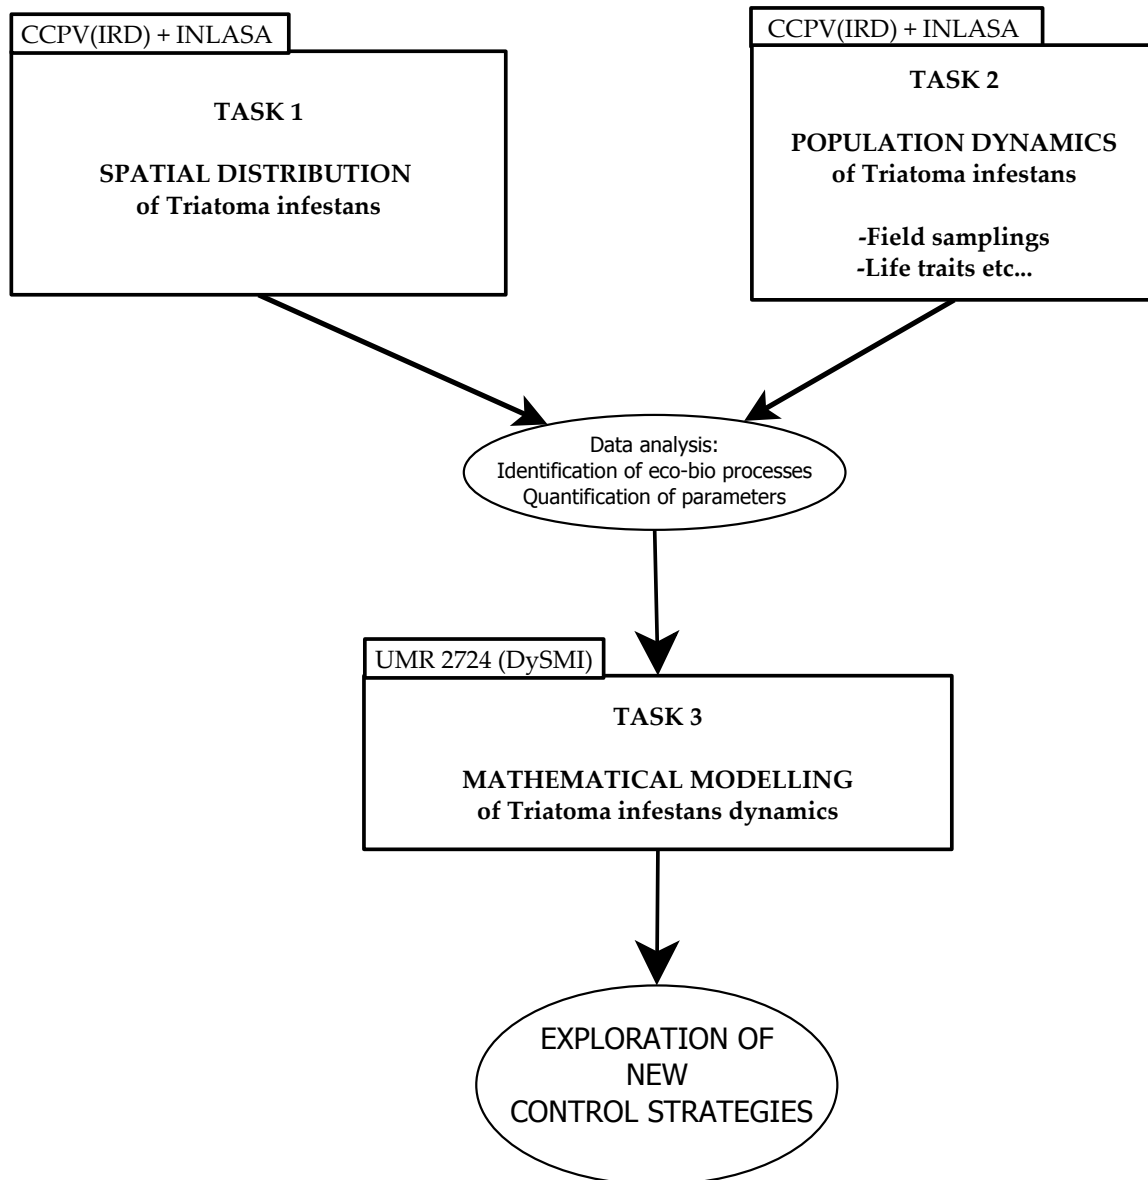 CCPV(IRD) + INLASA
TASK 1
SPATIAL DISTRIBUTION
of Triatoma infestans
CCPV(IRD) + INLASA
TASK 2
POPULATION DYNAMICS
of Triatoma infestans
-Field samplings
-Life traits etc...
Data analysis:
Identification of eco-bio processes
Quantification of parameters
UMR 2724 (DySMI)
TASK 3
MATHEMATICAL MODELLING
of Triatoma infestans dynamics
EXPLORATION OF
NEW
CONTROL STRATEGIES